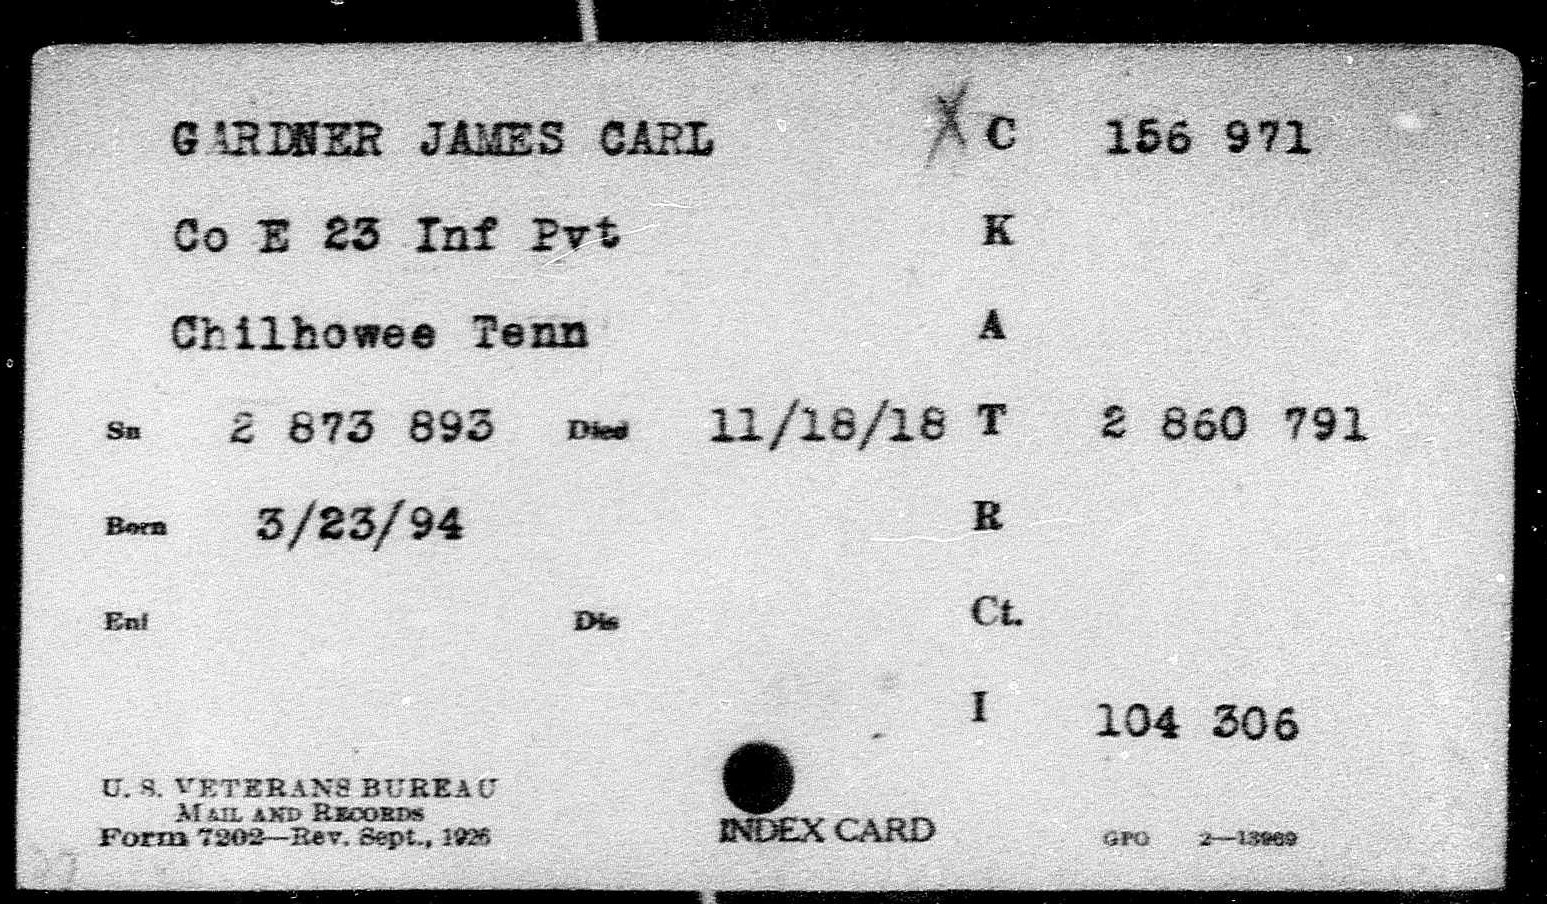 GARDNER JAMES CARL X C 156 971
Co E 23 Inf Pvt K
Chilhowee Tenn A
Sn 2 873 893 Died 11/18/18 T 2 860 791
Born 3/23/94 R
Enl Dis Ct.
I 104 306
U. S. VETERANS BUREAU
MAIL AND RECORDS
Form 7202—Rev. Sept., 1926
INDEX CARD
GPO 2—13969